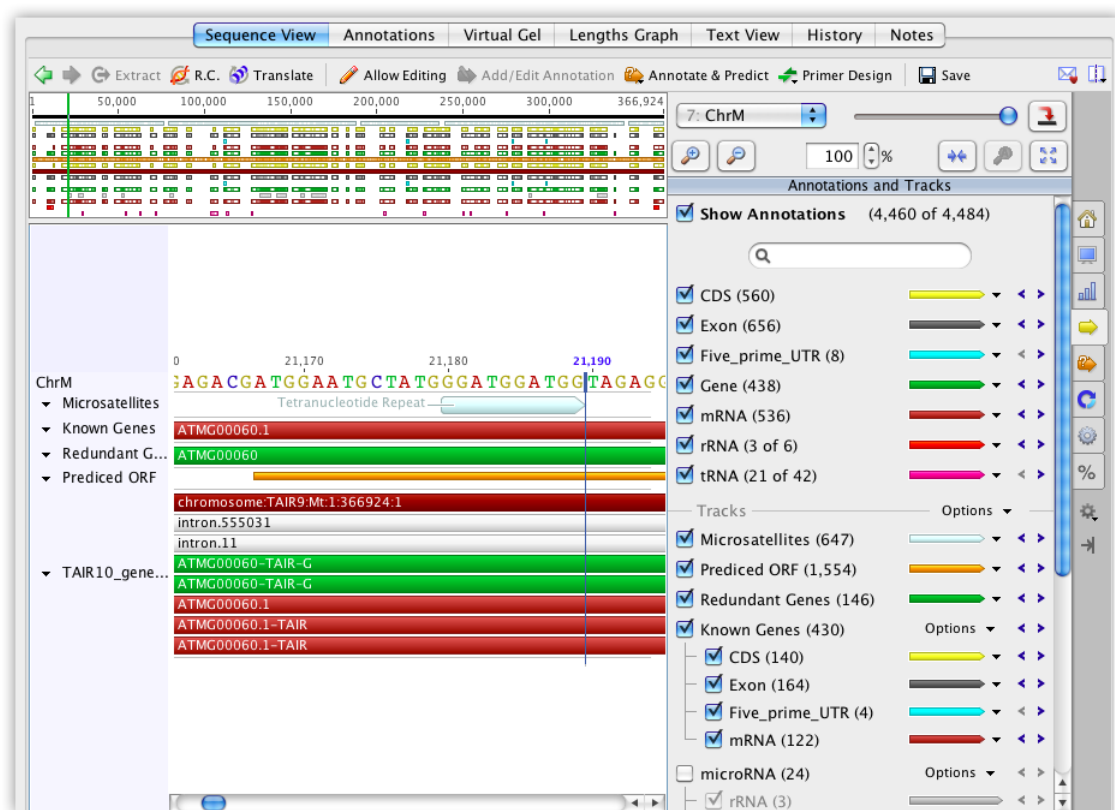 Sequence View Annotations Virtual Gel Lengths Graph Text View History Notes
Extract R.C. Translate Allow Editing Add/Edit Annotation Annotate & Predict Primer Design Save
1 50,000 100,000 150,000 200,000 250,000 300,000 366,924
7: ChrM
100 %
Annotations and Tracks
Show Annotations (4,460 of 4,484)
CDS (560)
Exon (656)
Five_prime_UTR (8)
Gene (438)
mRNA (536)
rRNA (3 of 6)
tRNA (21 of 42)
Tracks Options
Microsatellites (647)
Prediced ORF (1,554)
Redundant Genes (146)
Known Genes (430) Options
CDS (140)
Exon (164)
Five_prime_UTR (4)
mRNA (122)
microRNA (24) Options
rRNA (3)
%
0 21,170 21,180 21,190
ChrM GAGACGATGGAATGCTATGGGATGGATGGTAGAGG
Microsatellites Tetranucleotide Repeat
Known Genes ATMG00060.1
Redundant G... ATMG00060
Prediced ORF
chromosome:TAIR9:Mt:1:366924:1
intron.555031
intron.11
TAIR10_gene... ATMG00060-TAIR-G
ATMG00060-TAIR-G
ATMG00060.1
ATMG00060.1-TAIR
ATMG00060.1-TAIR